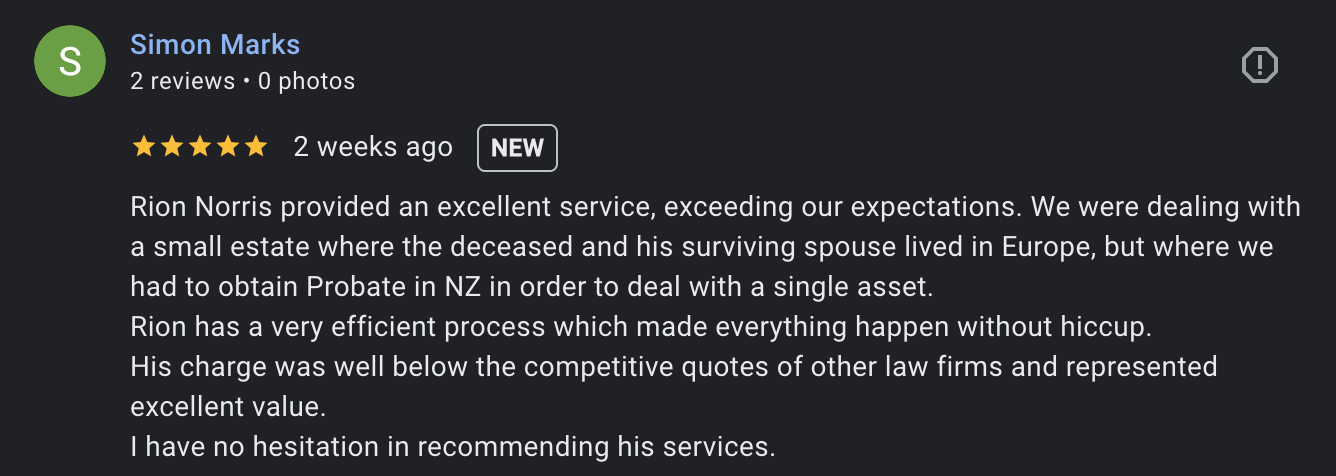 S
Simon Marks
2 reviews • 0 photos
2 weeks ago NEW
Rion Norris provided an excellent service, exceeding our expectations. We were dealing with
a small estate where the deceased and his surviving spouse lived in Europe, but where we
had to obtain Probate in NZ in order to deal with a single asset.
Rion has a very efficient process which made everything happen without hiccup.
His charge was well below the competitive quotes of other law firms and represented
excellent value.
I have no hesitation in recommending his services.